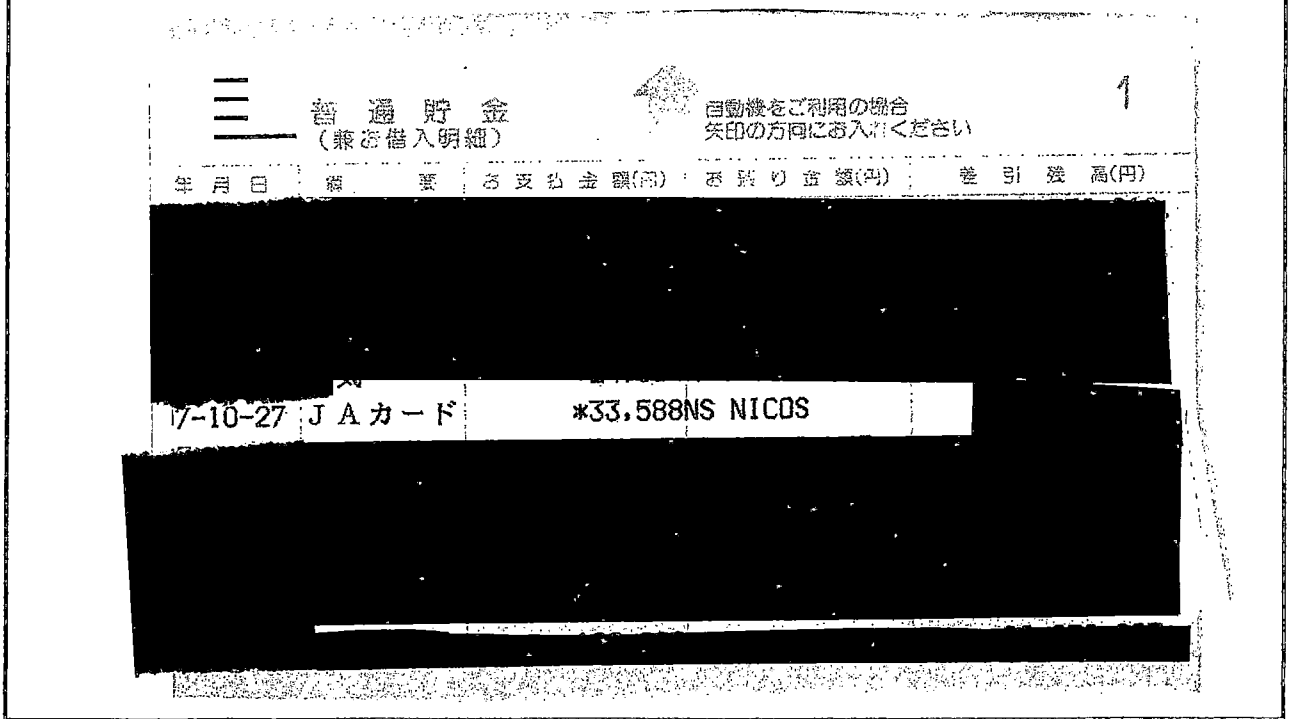 1
普通貯金
(兼お借入明細)
自動機をご利用の場合
矢印の方向にお入れください
年月日 摘要 お支払金額(円) お預り金額(円) 差引残高(円)
7-10-27 JAカード *33,588NS NICOS